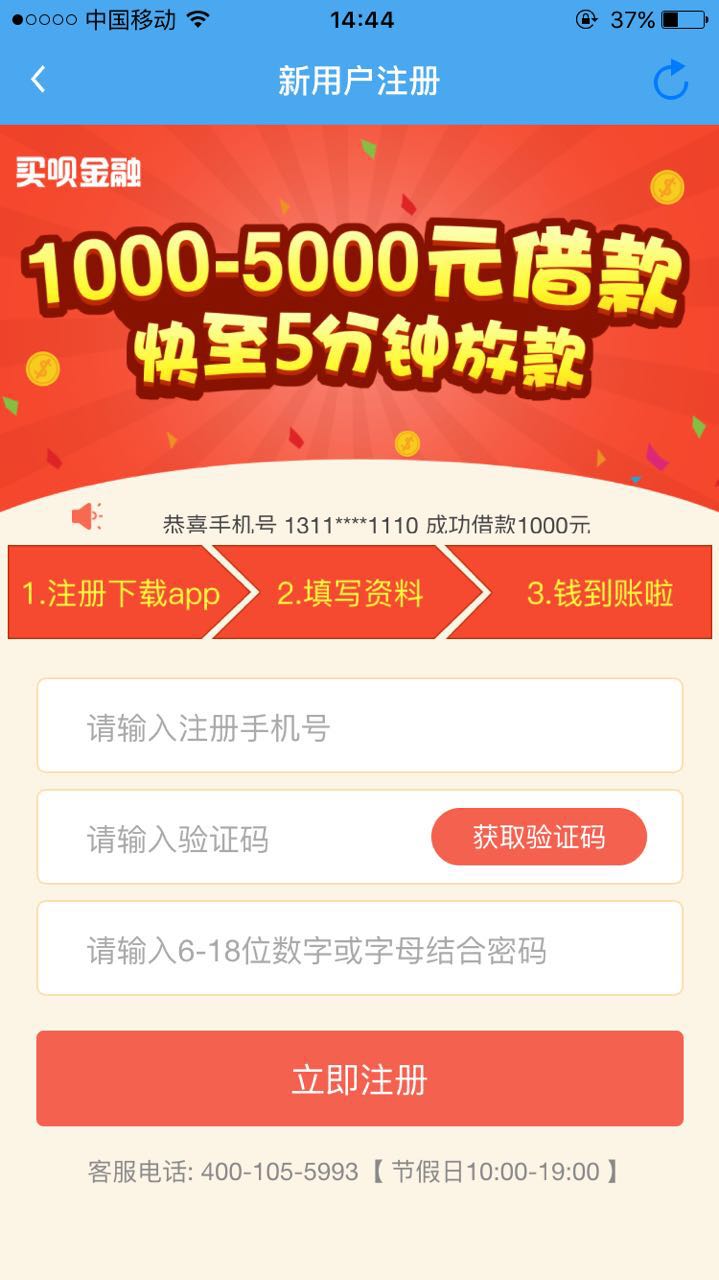 中国移动 14:44 37%
新用户注册
买呗金融
1000-5000元借款
快至5分钟放款
恭喜手机号 1311****1110 成功借款1000元
1.注册下载app 2.填写资料 3.钱到账啦
请输入注册手机号
请输入验证码 获取验证码
请输入6-18位数字或字母结合密码
立即注册
客服电话: 400-105-5993【 节假日10:00-19:00 】